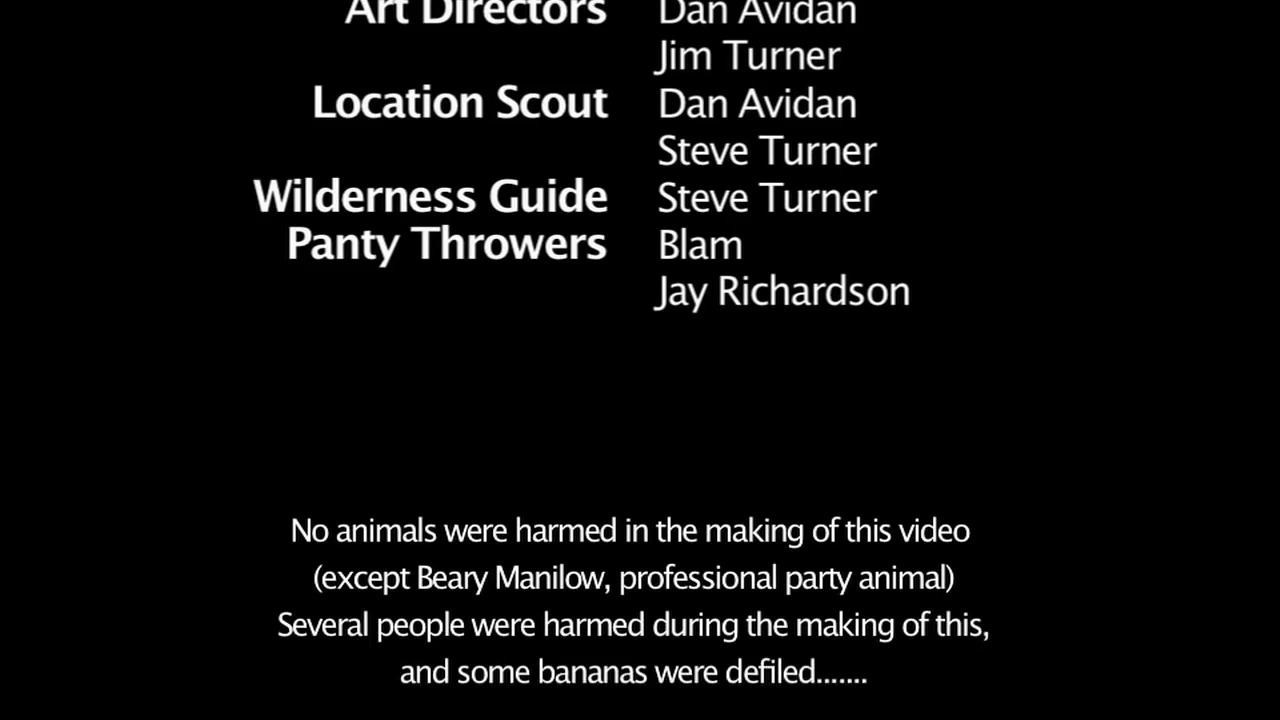 Art Directors Dan Avidan
Jim Turner
Location Scout Dan Avidan
Steve Turner
Wilderness Guide Steve Turner
Panty Throwers Blam
Jay Richardson
No animals were harmed in the making of this video
(except Beary Manilow, professional party animal)
Several people were harmed during the making of this,
and some bananas were defiled.......